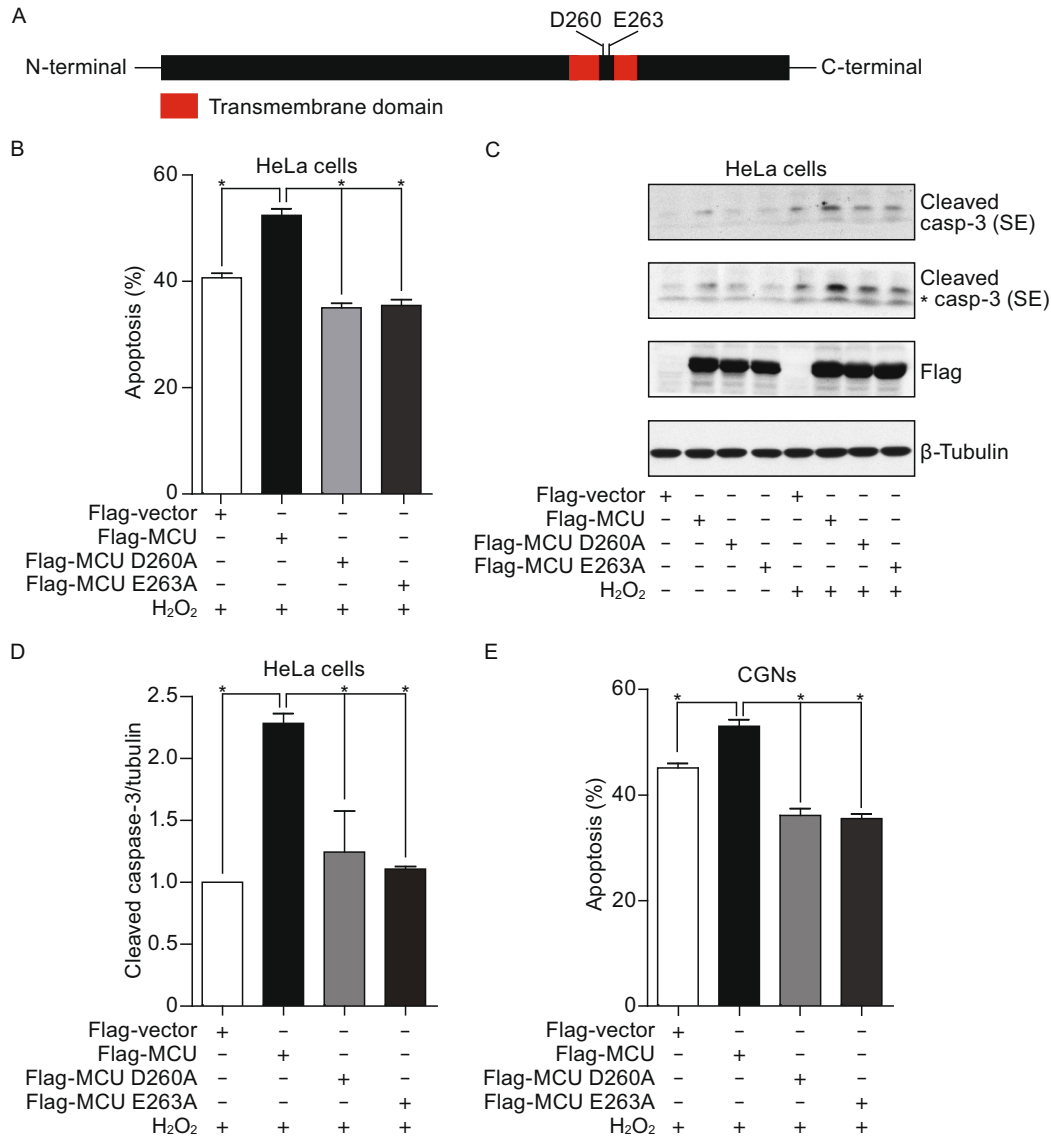 A
D260 E263
N-terminal C-terminal
Transmembrane domain
B
HeLa cells
* * *
Apoptosis (%)
60
40
20
0
Flag-vector + − − −
Flag-MCU − + − −
Flag-MCU D260A − − + −
Flag-MCU E263A − − − +
H₂O₂ + + + +
C
HeLa cells
Cleaved
casp-3 (SE)
Cleaved
* casp-3 (SE)
Flag
β-Tubulin
Flag-vector + − − − + − − −
Flag-MCU − + − − − + − −
Flag-MCU D260A − − + − − − + −
Flag-MCU E263A − − − + − − − +
H₂O₂ − − − − + + + +
D
HeLa cells
* * *
Cleaved caspase-3/tubulin
2.5
2.0
1.5
1.0
0.5
0
Flag-vector + − − −
Flag-MCU − + − −
Flag-MCU D260A − − + −
Flag-MCU E263A − − − +
H₂O₂ + + + +
E
CGNs
* * *
Apoptosis (%)
60
40
20
0
Flag-vector + − − −
Flag-MCU − + − −
Flag-MCU D260A − − + −
Flag-MCU E263A − − − +
H₂O₂ + + + +